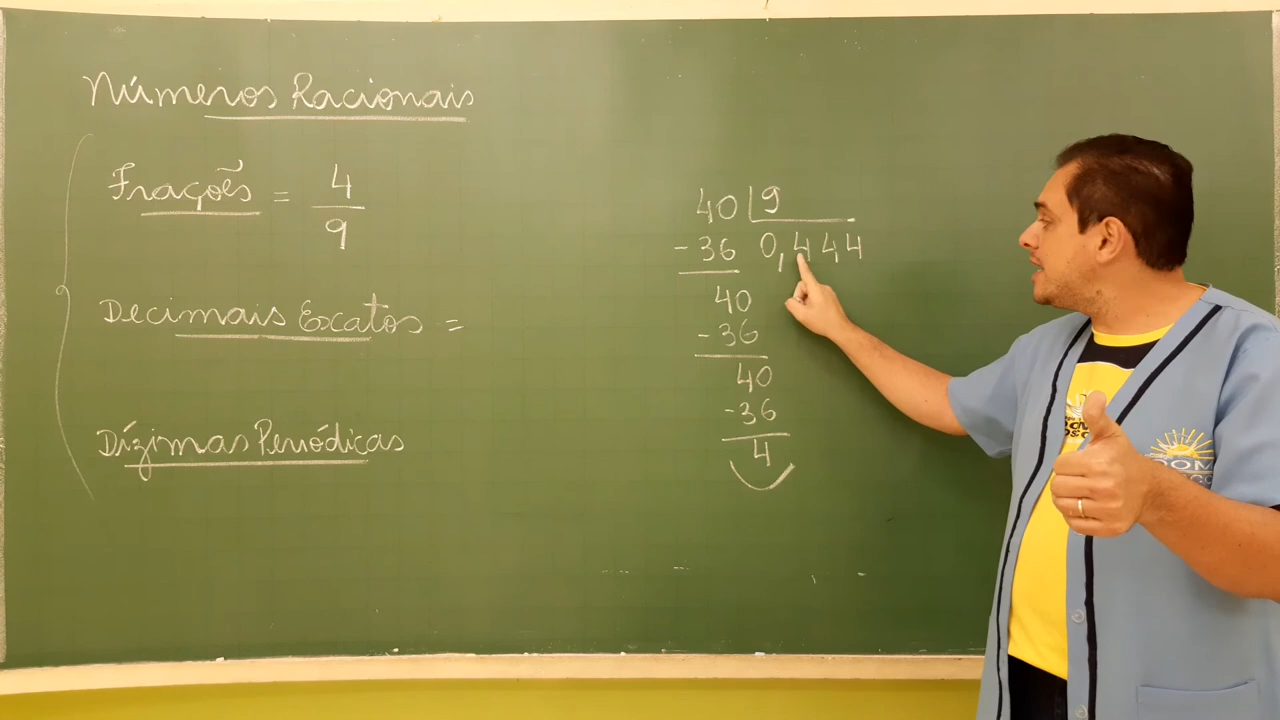 Números Racionais
Frações = 4/9
Decimais Exatos =
Dízimas Periódicas
40 | 9
- 36 0,444
40
- 36
40
- 36
4
DOM